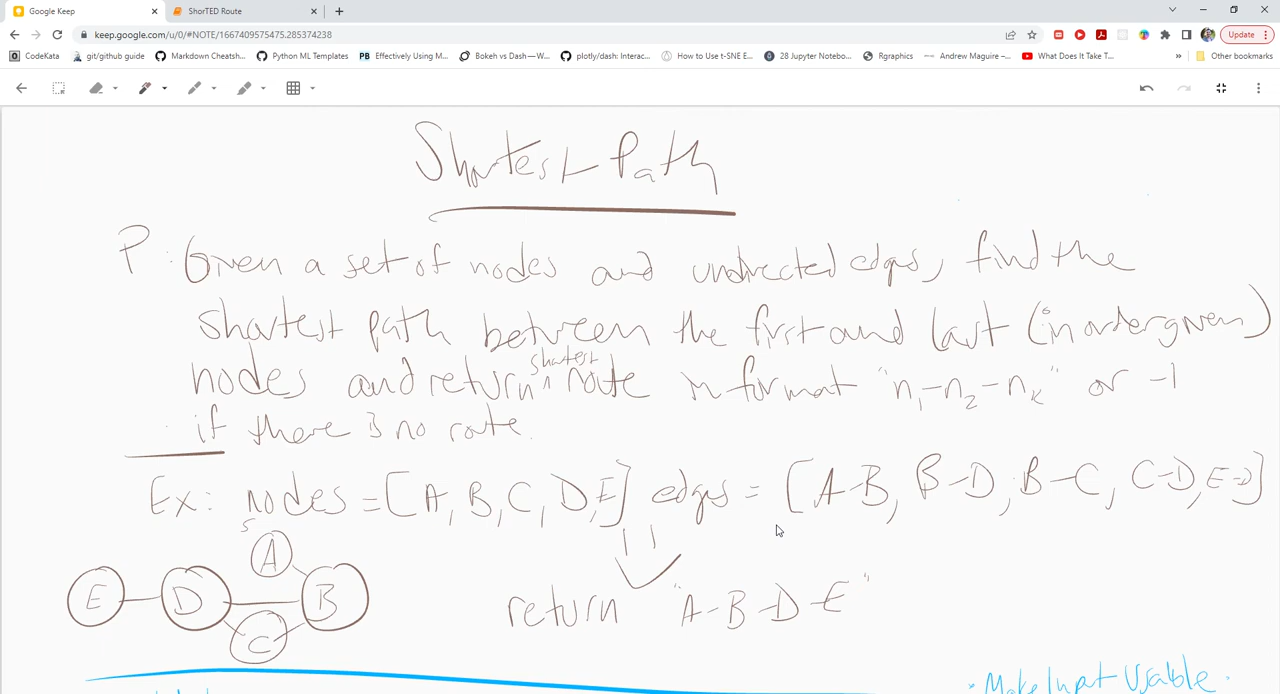 Google Keep
ShorTED Route
keep.google.com/u/0/#NOTE/1667409575475.285374238
Update
CodeKata
git/github guide
Markdown Cheatsh...
Python ML Templates
PB Effectively Using M...
Bokeh vs Dash — W...
plotly/dash: Interac...
How to Use t-SNE E...
28 Jupyter Notebo...
Rgraphics
Andrew Maguire –...
What Does It Take T...
» Other bookmarks
Shortest Path
P: Given a set of nodes and undirected edges, find the
shortest path between the first and last (in order given)
nodes and return ^ shortest route in format "n1-n2-nk" or -1
if there is no route.
Ex: nodes = [A, B, C, D, E] edges = [A-B, B-D, B-C, C-D, E-D]
A
E D B
C
return "A-B-D-E"
· Make Input Usable.